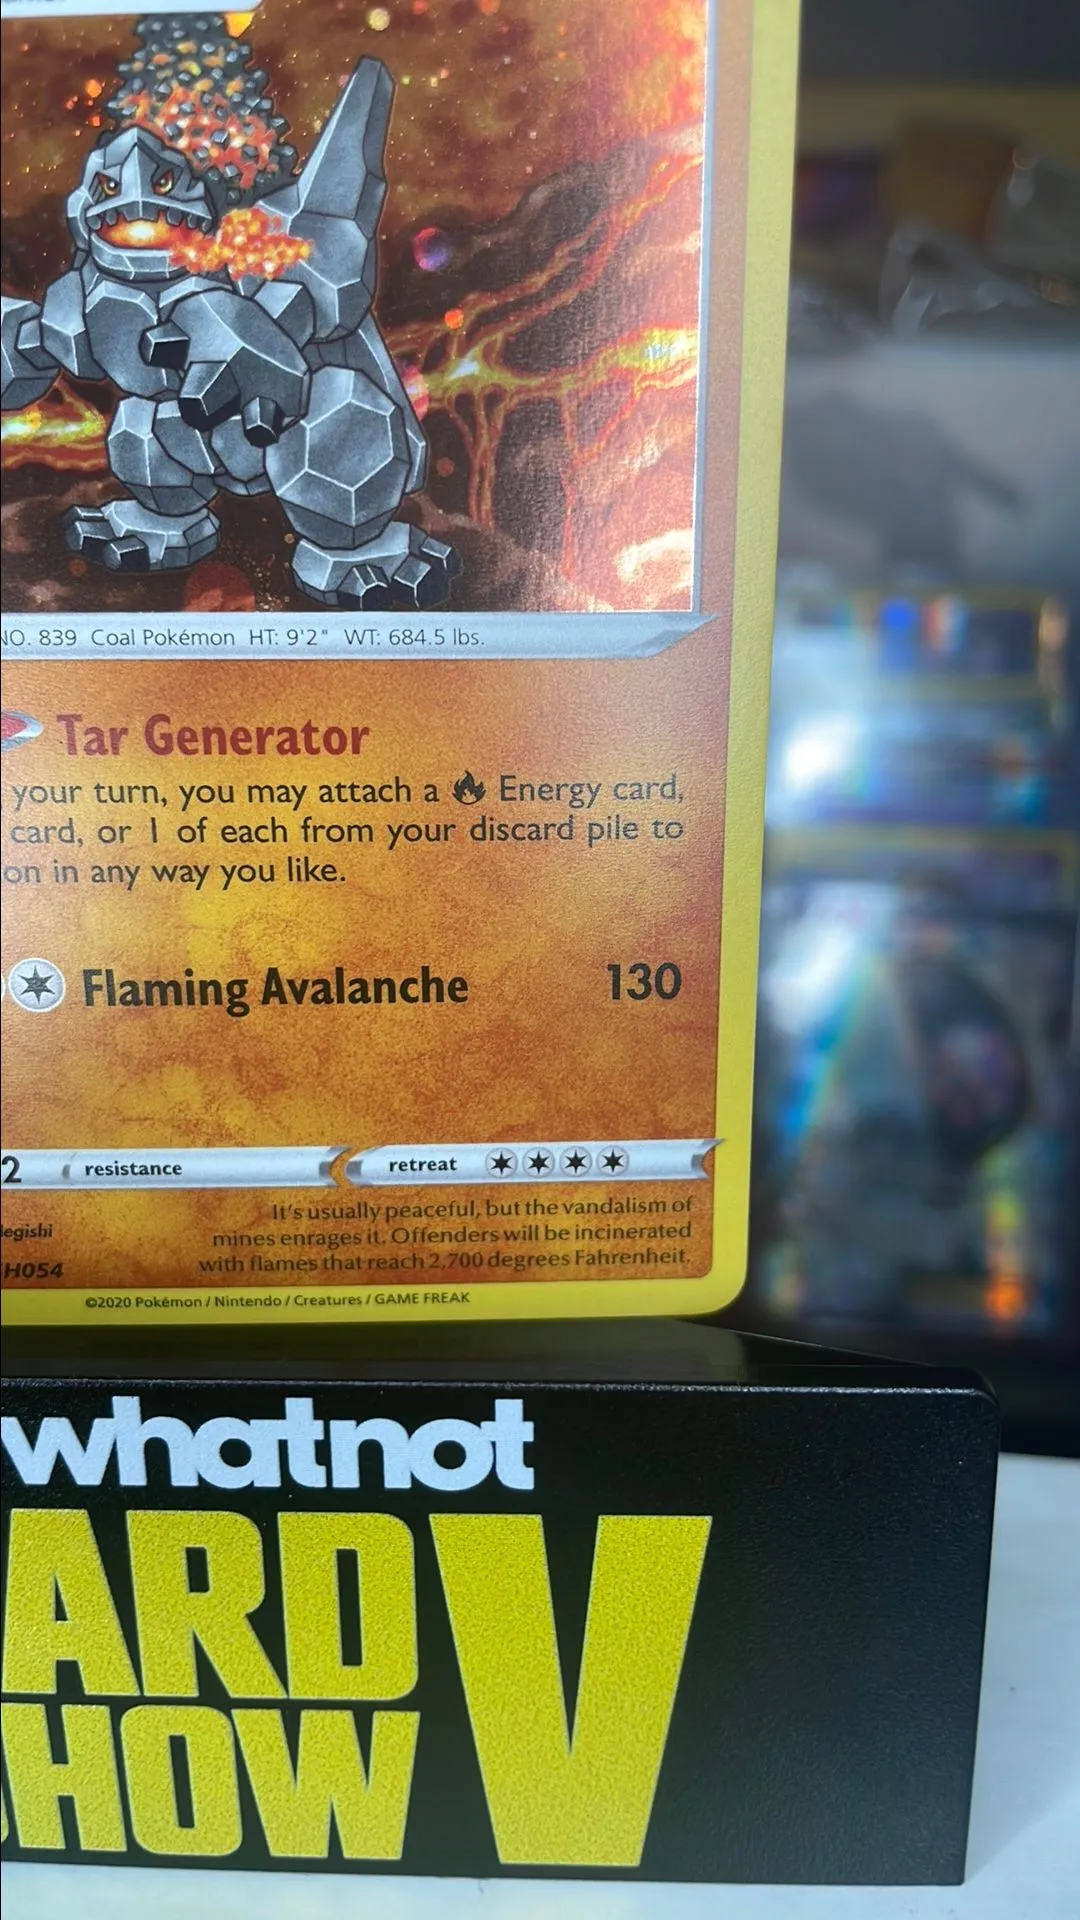 NO. 839 Coal Pokémon HT: 9'2" WT: 684.5 lbs.
Tar Generator
your turn, you may attach a Energy card,
card, or 1 of each from your discard pile to
on in any way you like.
Flaming Avalanche 130
2 resistance retreat
It's usually peaceful, but the vandalism of
egishi mines enrages it. Offenders will be incinerated
H054 with flames that reach 2,700 degrees Fahrenheit.
©2020 Pokémon / Nintendo / Creatures / GAME FREAK
whatnot
ARD V
HOW